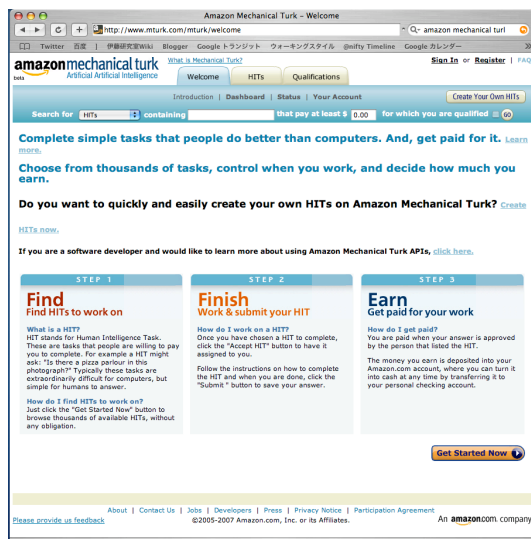 Amazon Mechanical Turk – Welcome
http://www.mturk.com/mturk/welcome
amazon mechanical turl
Twitter 百度 | 伊藤研究室Wiki Blogger Google トランジット ウォーキングスタイル @nifty Timeline Google カレンダー
amazon mechanical turk
beta
Artificial Artificial Intelligence
What is Mechanical Turk?
Welcome HITs Qualifications
Sign In or Register | FAQ
Introduction | Dashboard | Status | Your Account
Create Your Own HITs
Search for HITs containing that pay at least $ 0.00 for which you are qualified GO
Complete simple tasks that people do better than computers. And, get paid for it. Learn
more.
Choose from thousands of tasks, control when you work, and decide how much you
earn.
Do you want to quickly and easily create your own HITs on Amazon Mechanical Turk? Create
HITs now.
If you are a software developer and would like to learn more about using Amazon Mechanical Turk APIs, click here.
STEP 1
Find
Find HITs to work on
What is a HIT?
HIT stands for Human Intelligence Task.
These are tasks that people are willing to pay
you to complete. For example a HIT might
ask: "Is there a pizza parlour in this
photograph?" Typically these tasks are
extraordinarily difficult for computers, but
simple for humans to answer.
How do I find HITs to work on?
Just click the "Get Started Now" button to
browse thousands of available HITs, without
any obligation.
STEP 2
Finish
Work & submit your HIT
How do I work on a HIT?
Once you have chosen a HIT to complete,
click the "Accept HIT" button to have it
assigned to you.
Follow the instructions on how to complete
the HIT and when you are done, click the
"Submit " button to save your answer.
STEP 3
Earn
Get paid for your work
How do I get paid?
You are paid when your answer is approved
by the person that listed the HIT.
The money you earn is deposited into your
Amazon.com account, where you can turn it
into cash at any time by transferring it to
your personal checking account.
Get Started Now
About | Contact Us | Jobs | Developers | Press | Privacy Notice | Participation Agreement
Please provide us feedback
©2005-2007 Amazon.com, Inc. or its Affiliates.
An amazon.com. company